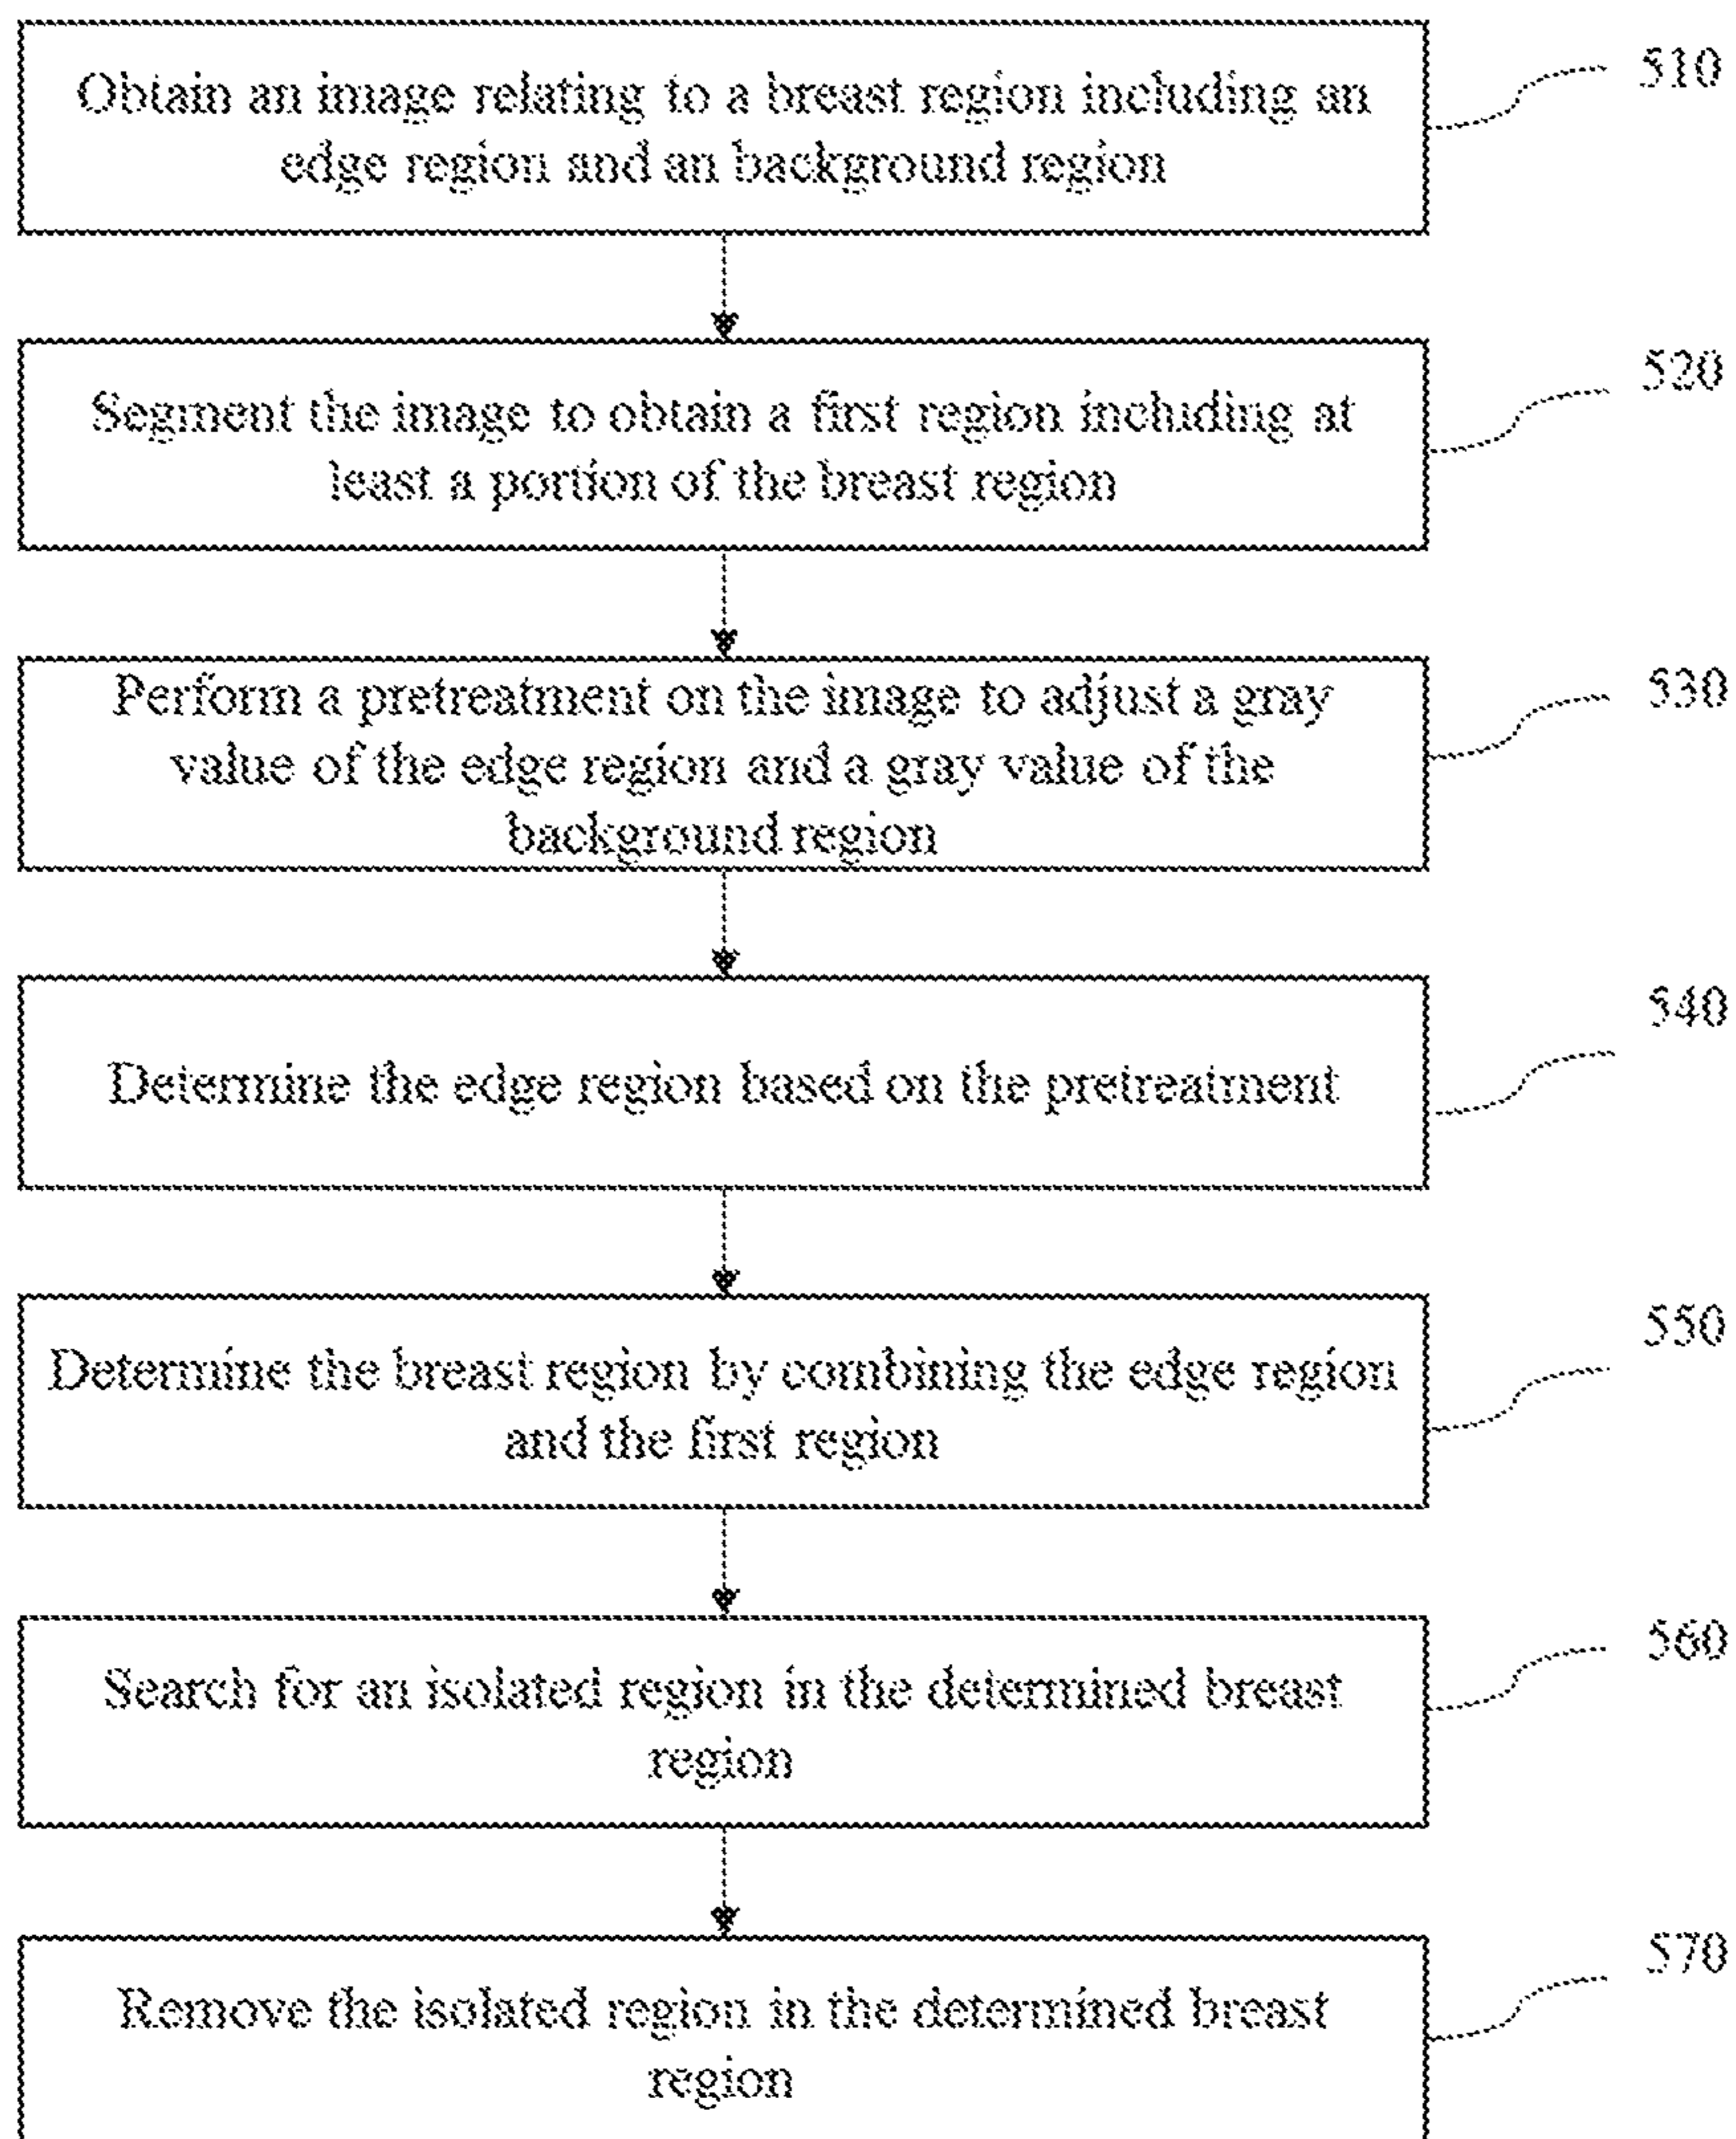 Obtain an image relating to a breast region including an
edge region and an background region
510
Segment the image to obtain a first region including at
least a portion of the breast region
520
Perform a pretreatment on the image to adjust a gray
value of the edge region and a gray value of the
background region
530
Determine the edge region based on the pretreatment
540
Determine the breast region by combining the edge region
and the first region
550
Search for an isolated region in the determined breast
region
560
Remove the isolated region in the determined breast
region
570